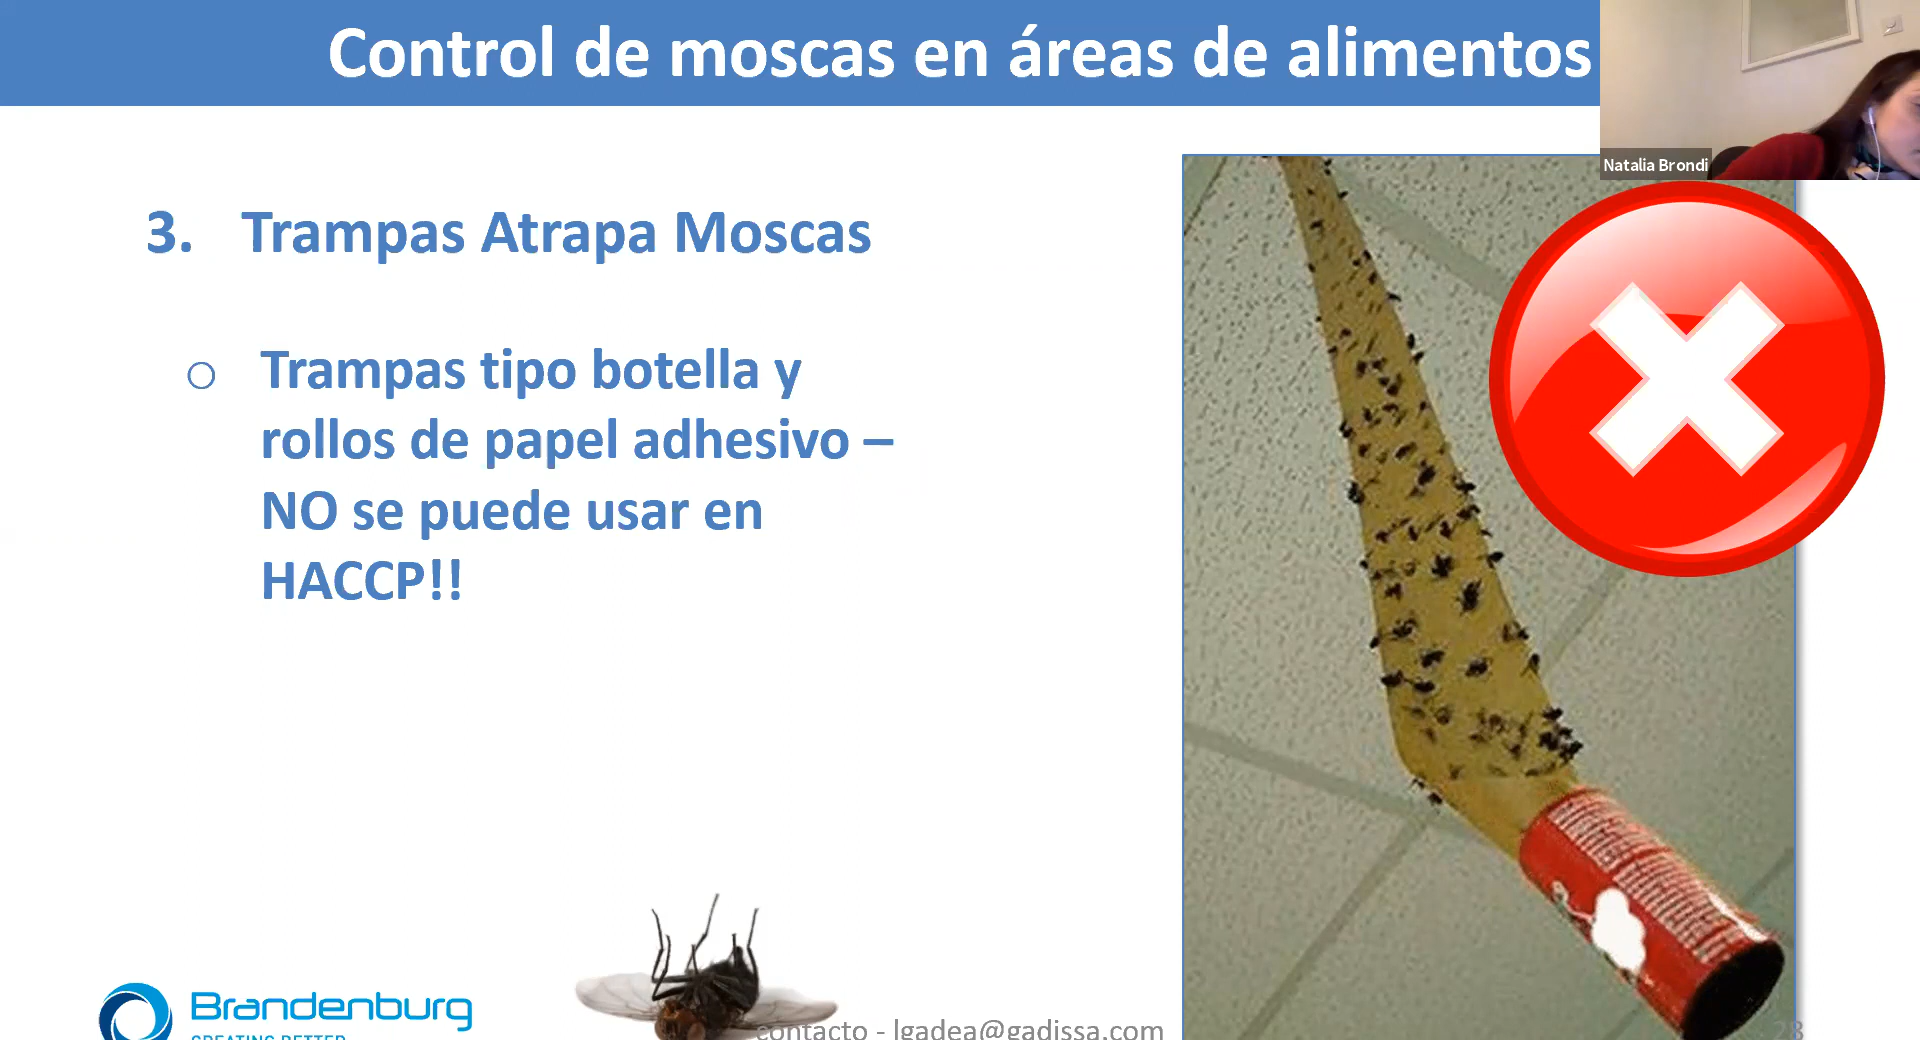 Control de moscas en áreas de alimentos
Natalia Brondi
3. Trampas Atrapa Moscas
Trampas tipo botella y
rollos de papel adhesivo –
NO se puede usar en
HACCP!!
Brandenburg
CREATING BETTER
contacto - lgadea@gadissa.com
28